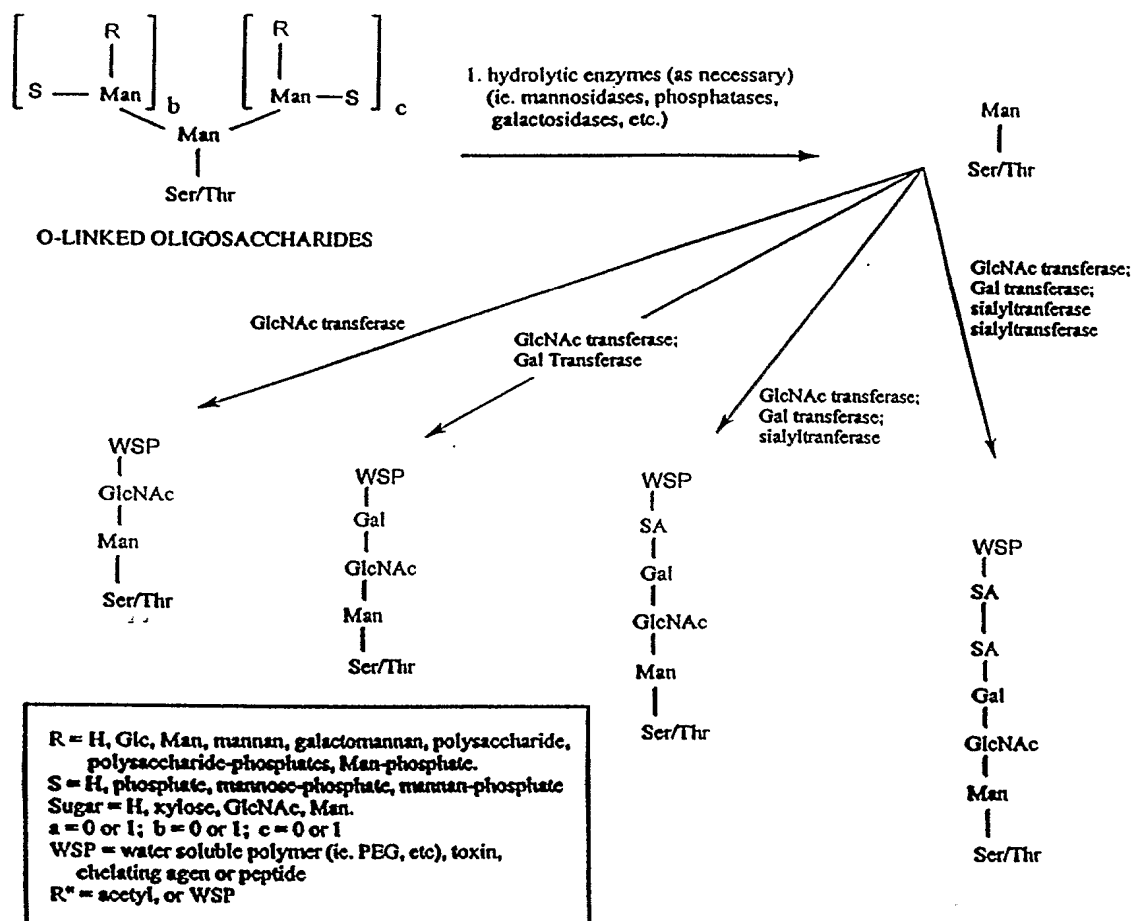 R
R
S
Man
b
Man
S
c
Man
Ser/Thr
O-LINKED OLIGOSACCHARIDES
1. hydrolytic enzymes (as necessary)
(ie. mannosidases, phosphatases,
galactosidases, etc.)
Man
Ser/Thr
GlcNAc transferase
GlcNAc transferase;
Gal Transferase
GlcNAc transferase;
Gal transferase;
sialyltranferase
GlcNAc transferase;
Gal transferase;
sialyltranferase
sialyltransferase
WSP
GlcNAc
Man
Ser/Thr
WSP
Gal
GlcNAc
Man
Ser/Thr
WSP
SA
Gal
GlcNAc
Man
Ser/Thr
WSP
SA
SA
Gal
GlcNAc
Man
Ser/Thr
R = H, Glc, Man, mannan, galactomannan, polysaccharide,
polysaccharide-phosphates, Man-phosphate.
S = H, phosphate, mannose-phosphate, mannan-phosphate
Sugar = H, xylose, GlcNAc, Man.
a = 0 or 1; b = 0 or 1; c = 0 or 1
WSP = water soluble polymer (ie. PEG, etc), toxin,
chelating agen or peptide
R" = acetyl, or WSP